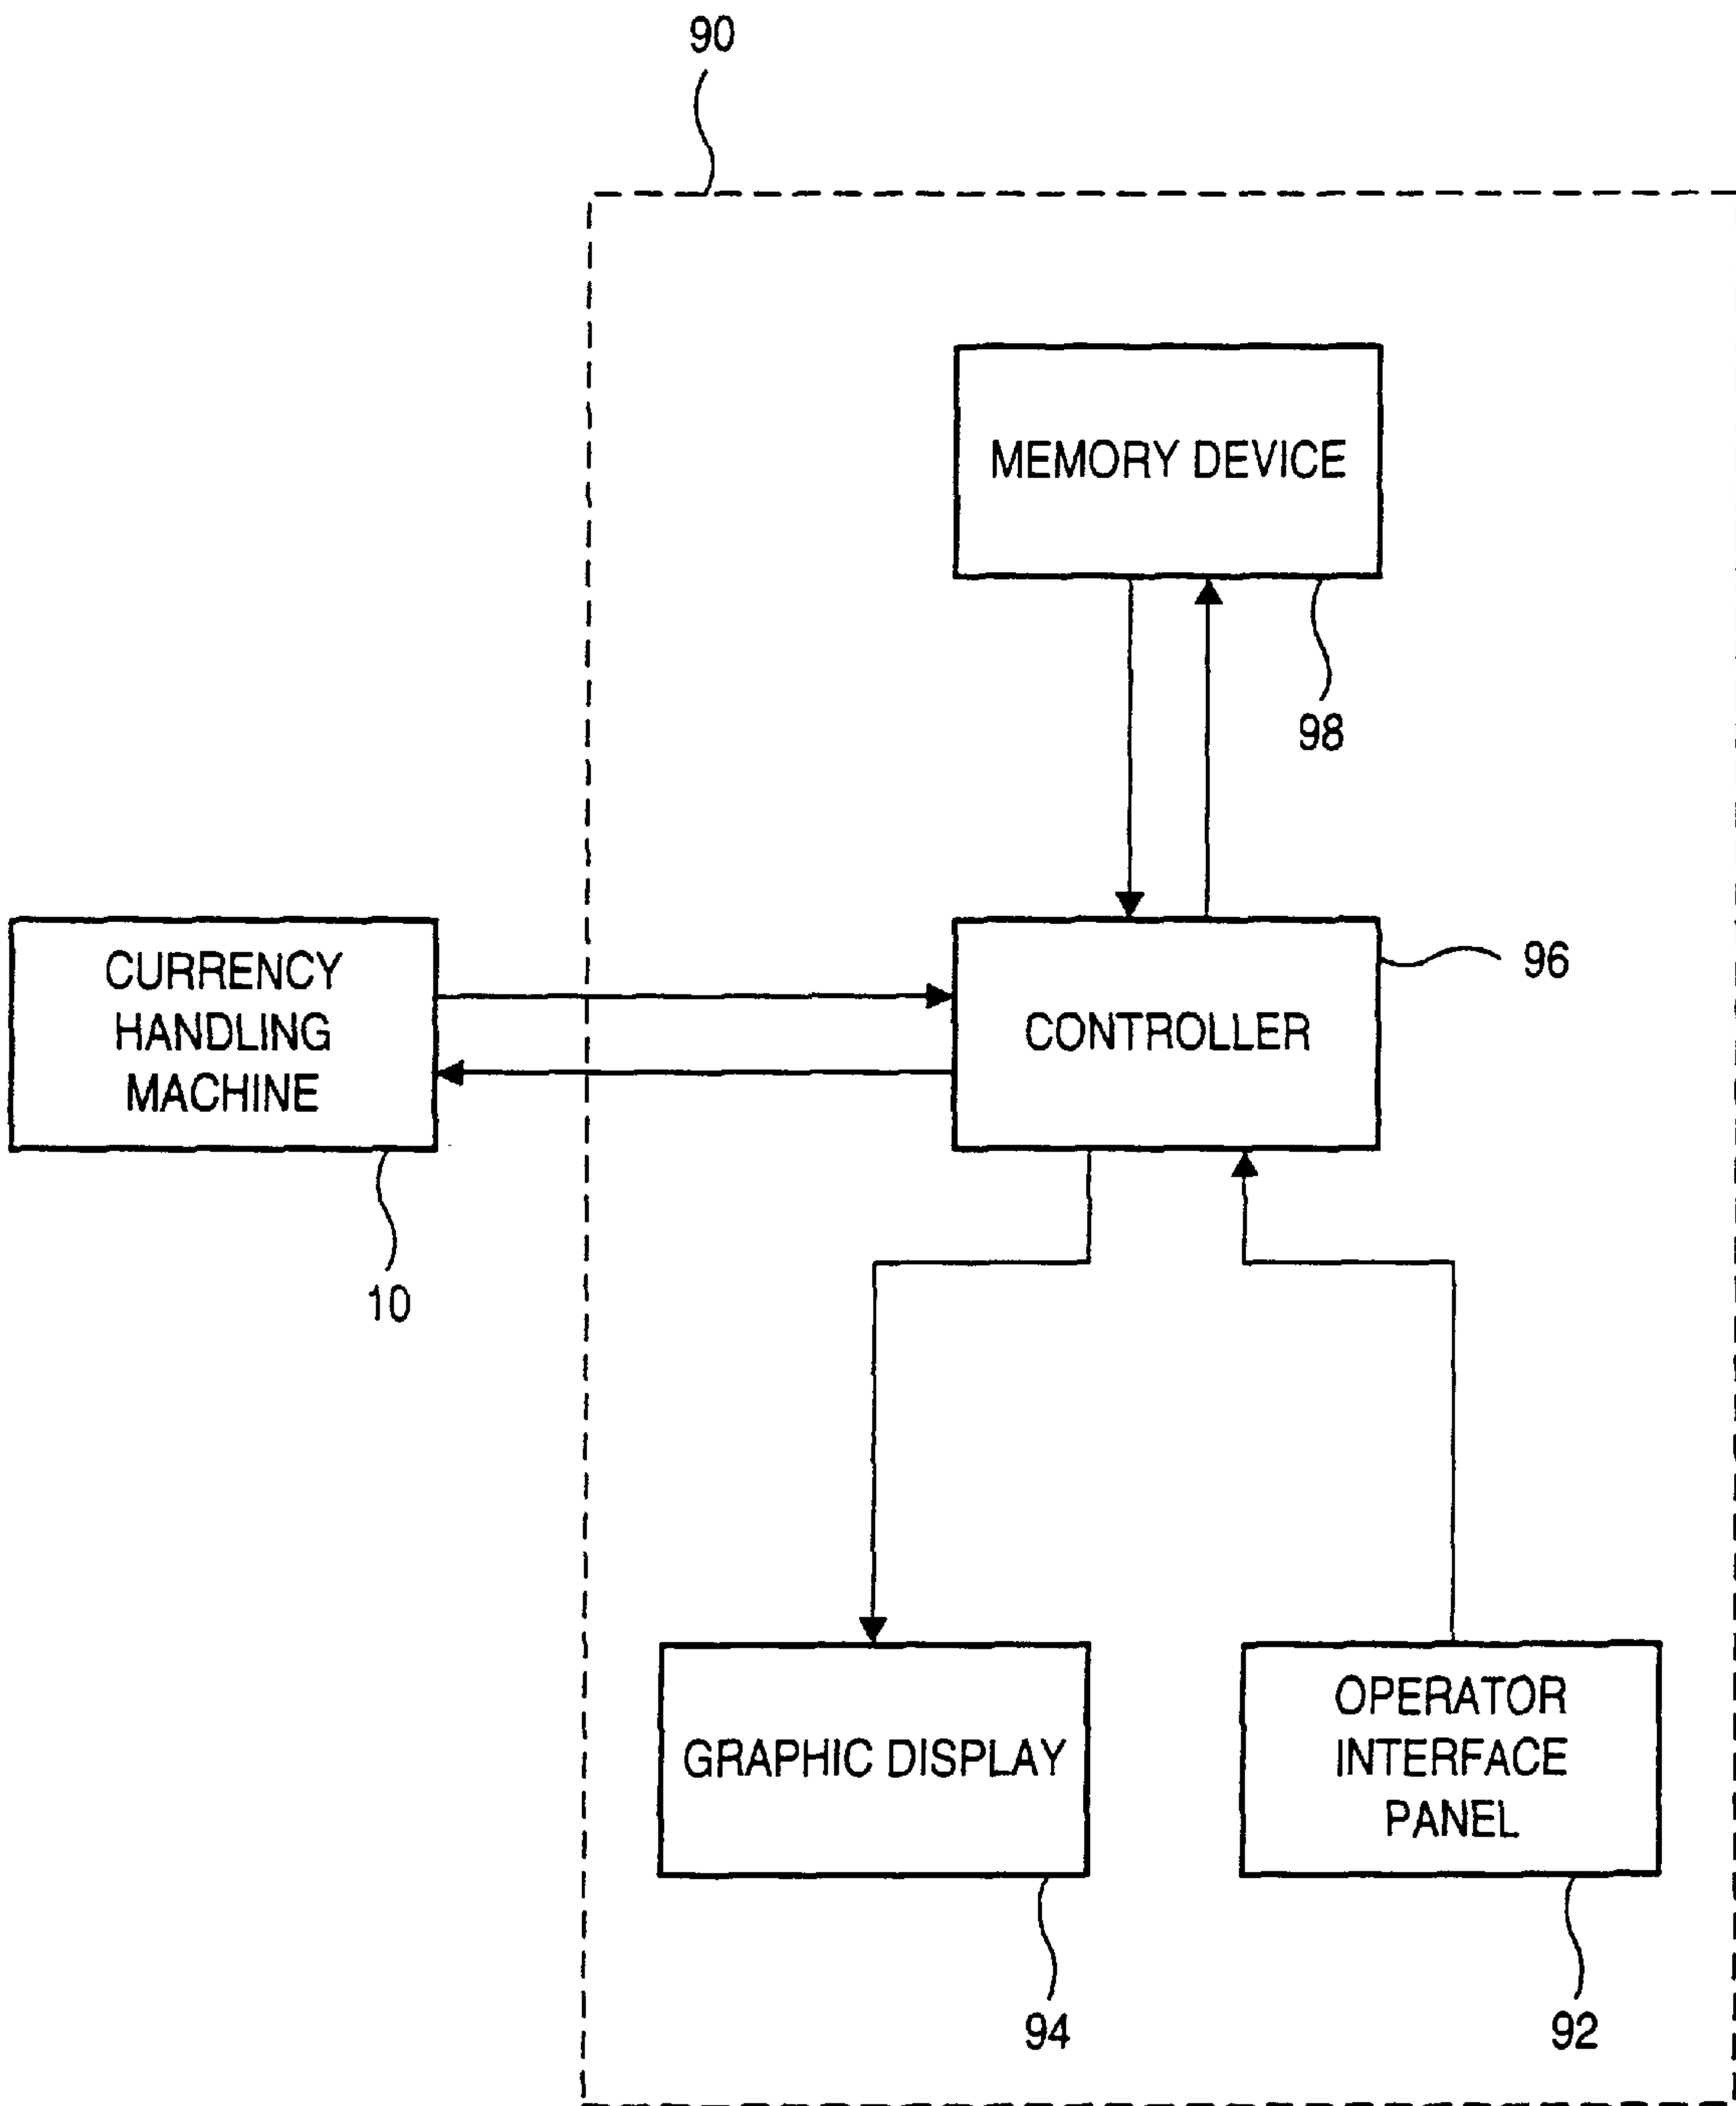 90
MEMORY DEVICE
98
CURRENCY
HANDLING
MACHINE
10
CONTROLLER
96
GRAPHIC DISPLAY
94
OPERATOR
INTERFACE
PANEL
92